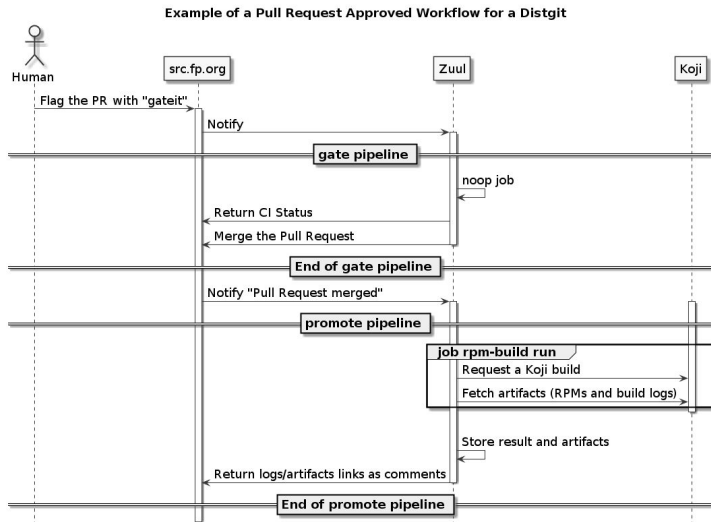 Example of a Pull Request Approved Workflow for a Distgit
Human
src.fp.org
Zuul
Koji
Flag the PR with "gateit"
Notify
gate pipeline
noop job
Return CI Status
Merge the Pull Request
End of gate pipeline
Notify "Pull Request merged"
promote pipeline
job rpm-build run
Request a Koji build
Fetch artifacts (RPMs and build logs)
Store result and artifacts
Return logs/artifacts links as comments
End of promote pipeline